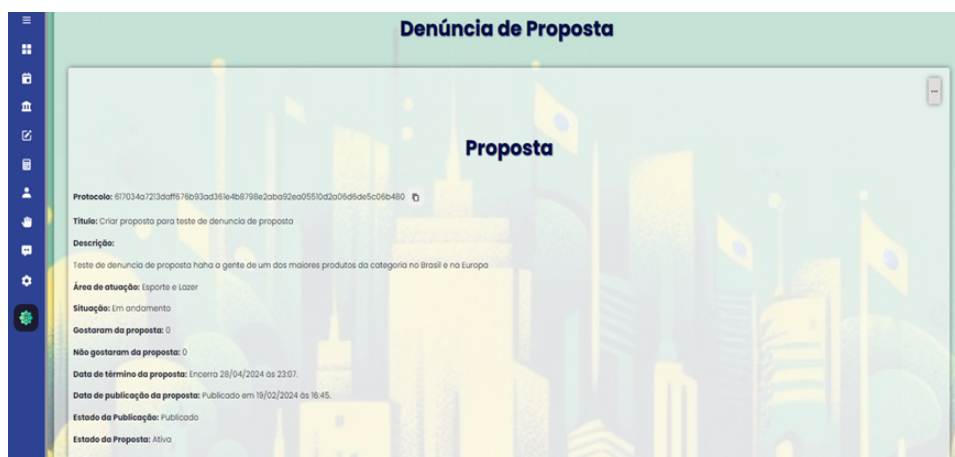 Denúncia de Proposta
...
Proposta
Protocolo: 617034a7213daff676b93ad361e4b8798e2aba92ea05510d2a06d6de5c06b480
Título: Criar proposta para teste de denuncia de proposta
Descrição:
Teste de denuncia de proposta haha a gente de um dos maiores produtos da categoria no Brasil e na Europa
Área de atuação: Esporte e Lazer
Situação: Em andamento
Gostaram da proposta: 0
Não gostaram da proposta: 0
Data de término da proposta: Encerra 28/04/2024 às 23:07.
Data de publicação da proposta: Publicado em 19/02/2024 às 16:45.
Estado da Publicação: Publicado
Estado da Proposta: Ativa